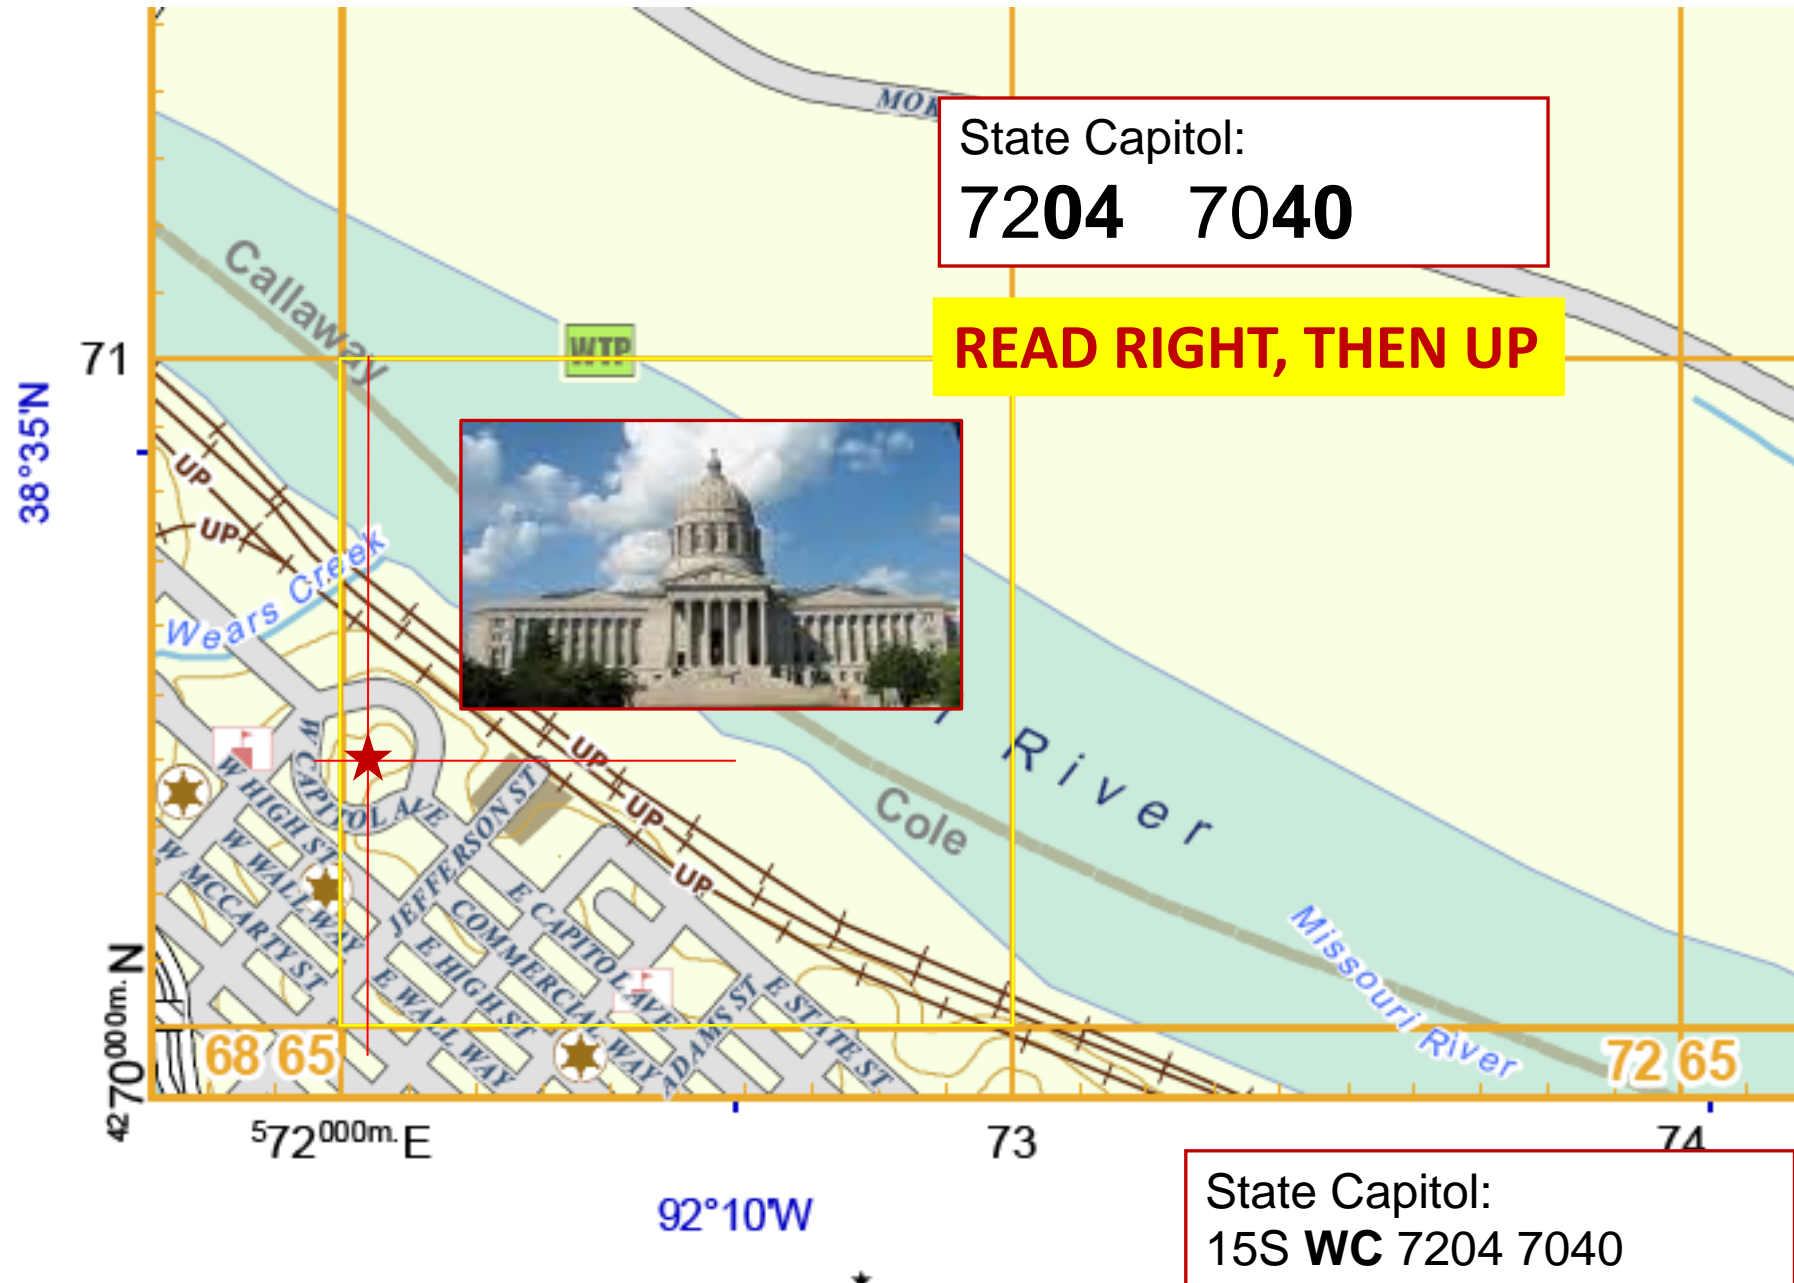 MOK
State Capitol:
7204 7040
READ RIGHT, THEN UP
Callaway
WTP
71
38°35'N
UP
UP
Wears Creek
W CAPITOL AVE
W HIGH ST
W WALL WAY
W MCCARTY ST
JEFFERSON ST
UP
UP
UP
River
Cole
E CAPITOL AVE
COMMERCIAL WAY
E HIGH ST
E WALL WAY
ADAMS ST
E STATE ST
Missouri River
4270000m. N
68 65
72 65
572000m. E
73
74
92°10'W
State Capitol:
15S WC 7204 7040